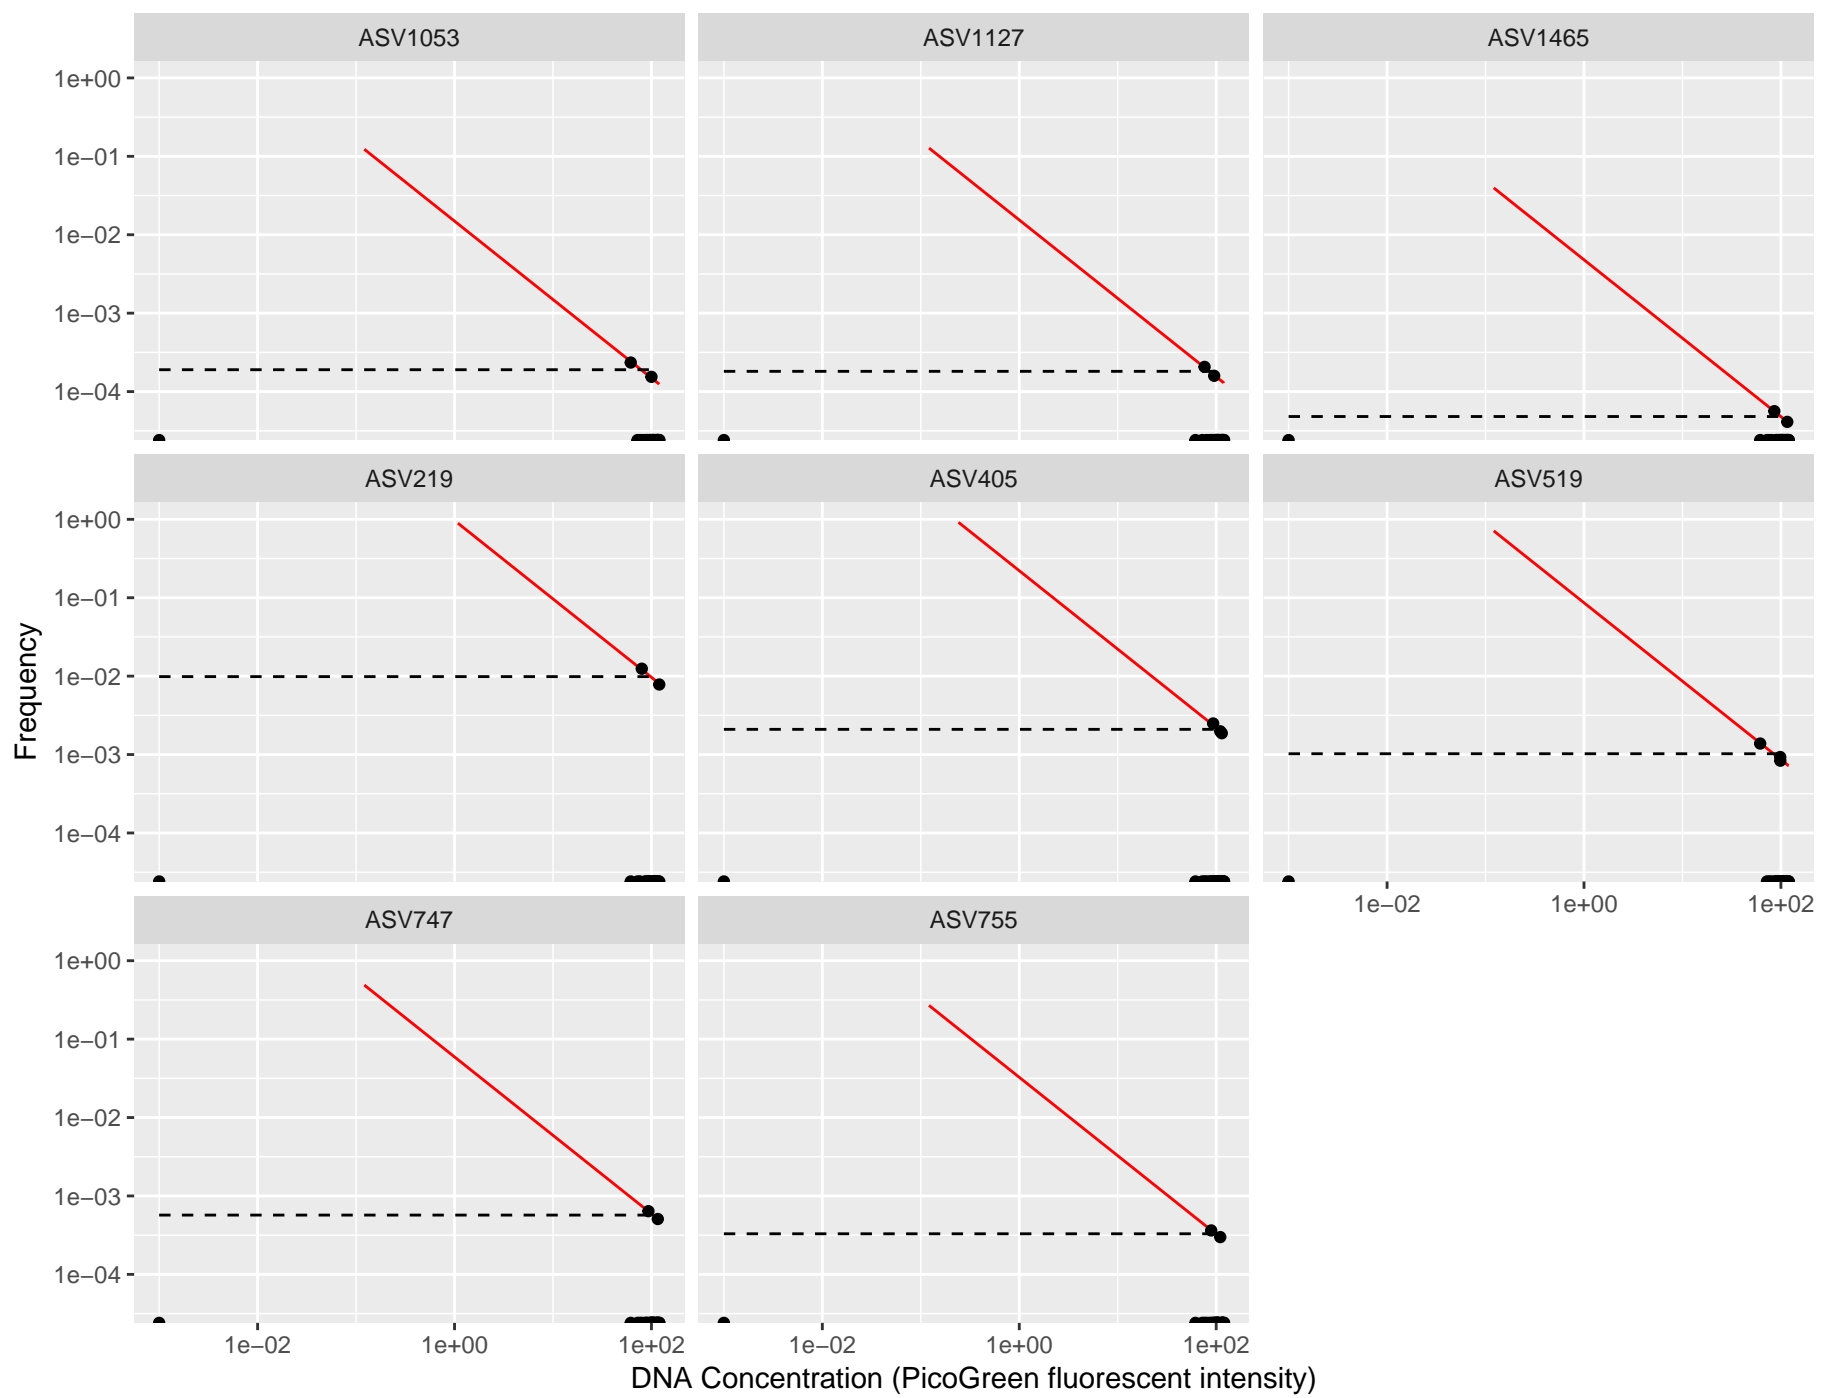 ASV1053 ASV1127 ASV1465
1e+00
1e−01
1e−02
1e−03
1e−04
ASV219 ASV405 ASV519
1e+00
1e−01
1e−02
1e−03
1e−04
1e−02 1e+00 1e+02
ASV747 ASV755
1e+00
1e−01
1e−02
1e−03
1e−04
1e−02 1e+00 1e+02 1e−02 1e+00 1e+02
Frequency
DNA Concentration (PicoGreen fluorescent intensity)